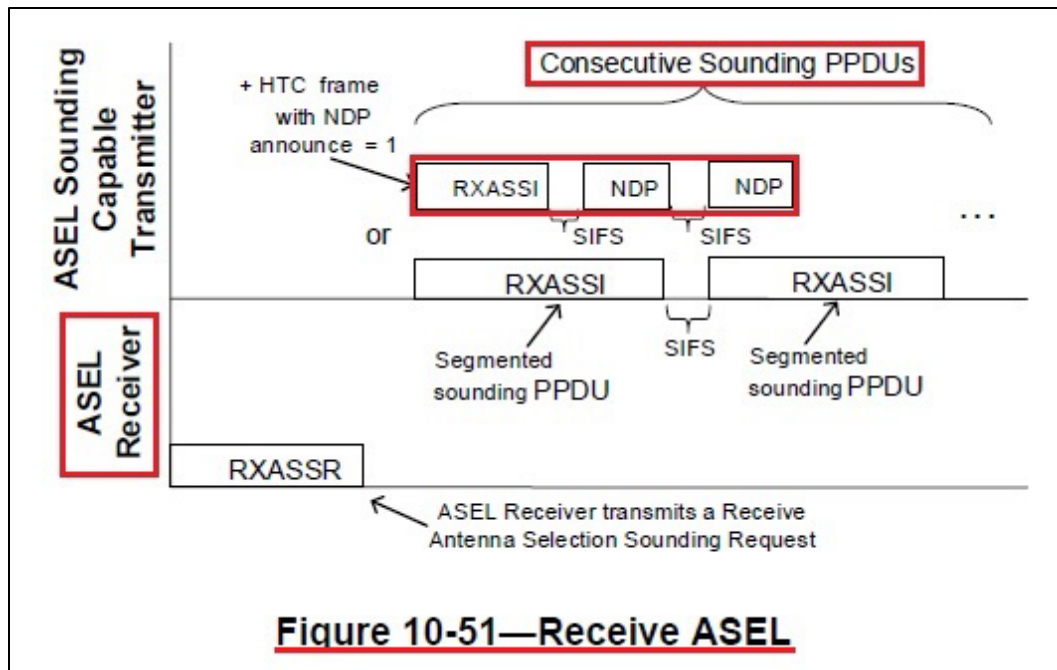 ASEL Sounding
Capable
Transmitter
Consecutive Sounding PPDUs
+ HTC frame
with NDP
announce = 1
RXASSI
NDP
NDP
or
SIFS
SIFS
...
RXASSI
RXASSI
SIFS
Segmented
sounding PPDU
Segmented
sounding PPDU
ASEL
Receiver
RXASSR
ASEL Receiver transmits a Receive
Antenna Selection Sounding Request
Figure 10-51—Receive ASEL